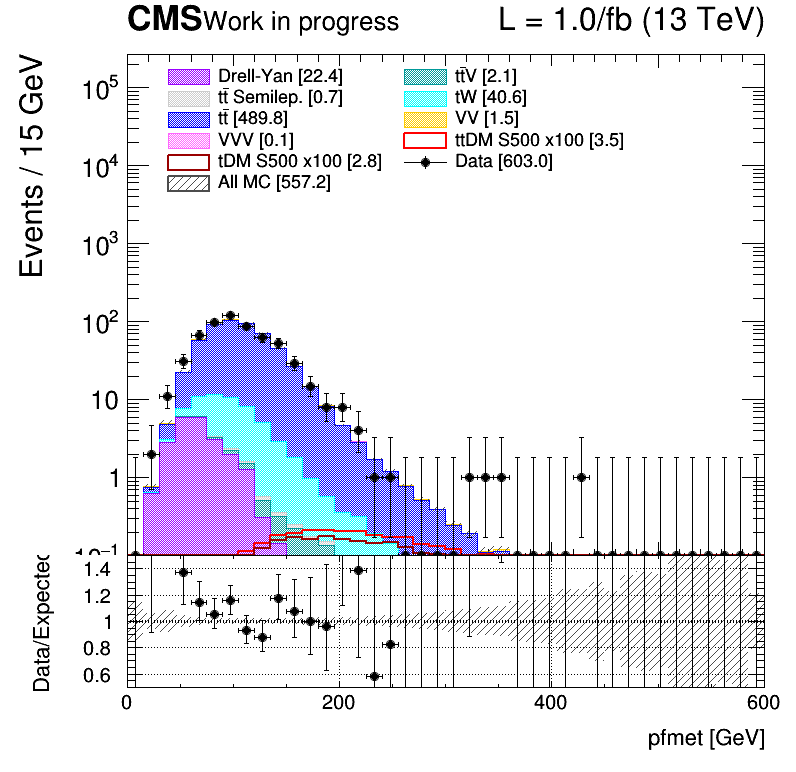 CMS Work in progress L = 1.0/fb (13 TeV)
Events / 15 GeV
Drell-Yan [22.4] tt̄V [2.1]
tt̄ Semilep. [0.7] tW [40.6]
tt̄ [489.8] VV [1.5]
VVV [0.1] ttDM S500 x100 [3.5]
tDM S500 x100 [2.8] Data [603.0]
All MC [557.2]
10⁵
10⁴
10³
10²
10
1
10⁻¹
Data/Expected
1.4
1.2
1
0.8
0.6
0 200 400 600
pfmet [GeV]